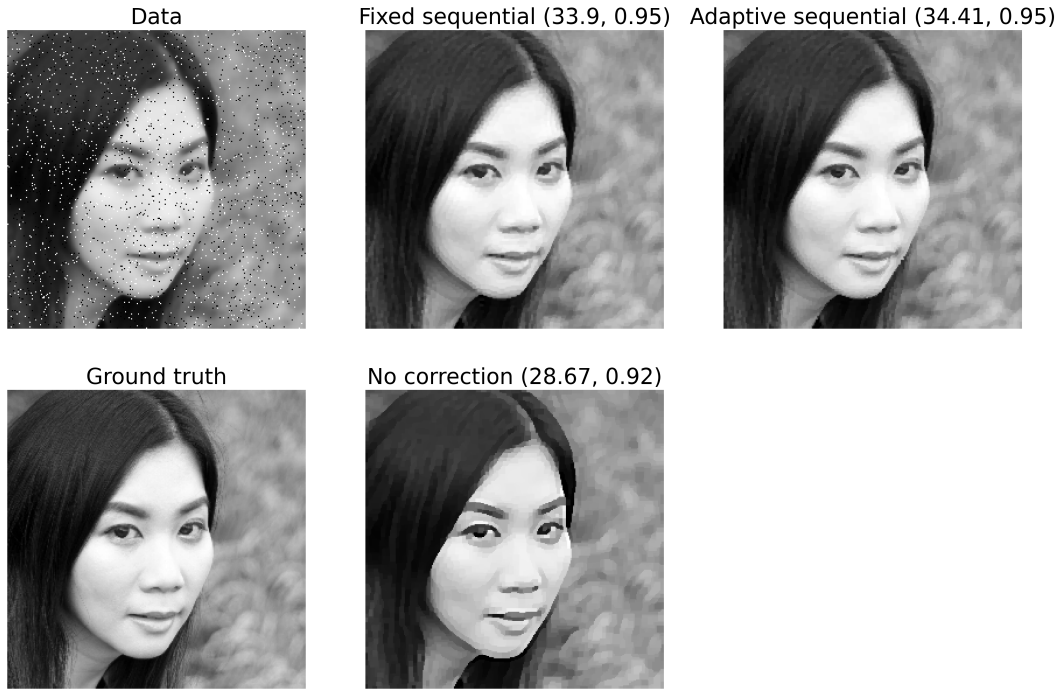 Data
Fixed sequential (33.9, 0.95)
Adaptive sequential (34.41, 0.95)
Ground truth
No correction (28.67, 0.92)